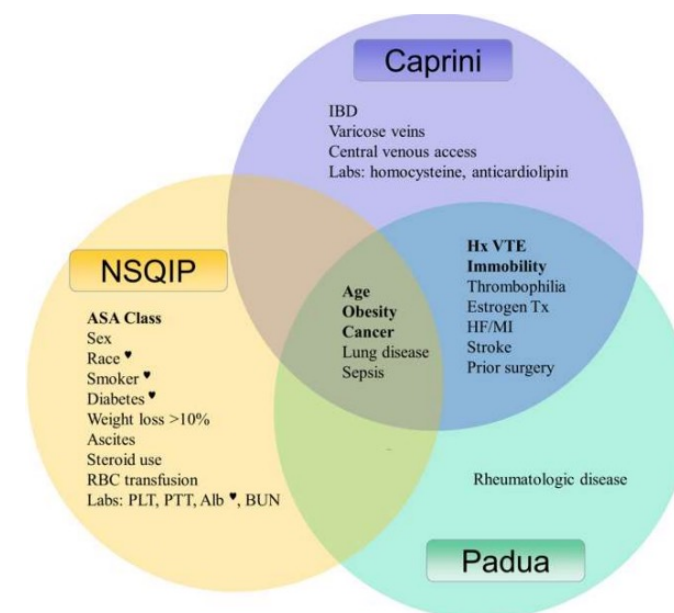 Caprini
IBD
Varicose veins
Central venous access
Labs: homocysteine, anticardiolipin
NSQIP
ASA Class
Sex
Race ♥
Smoker ♥
Diabetes ♥
Weight loss >10%
Ascites
Steroid use
RBC transfusion
Labs: PLT, PTT, Alb ♥, BUN
Age
Obesity
Cancer
Lung disease
Sepsis
Hx VTE
Immobility
Thrombophilia
Estrogen Tx
HF/MI
Stroke
Prior surgery
Rheumatologic disease
Padua